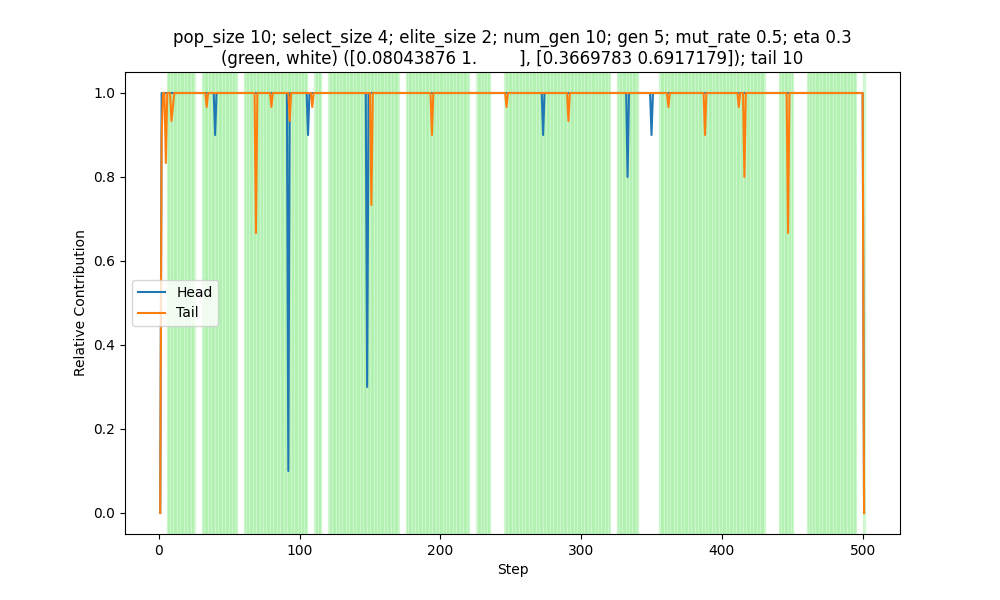 pop_size 10; select_size 4; elite_size 2; num_gen 10; gen 5; mut_rate 0.5; eta 0.3
(green, white) ([0.08043876 1.         ], [0.3669783 0.6917179]); tail 10
1.0
0.8
0.6
0.4
0.2
0.0
Relative Contribution
Head
Tail
0
100
200
300
400
500
Step